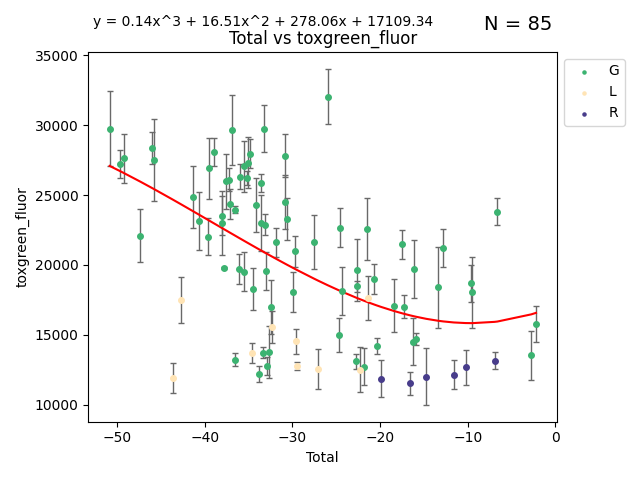 y = 0.14x^3 + 16.51x^2 + 278.06x + 17109.34
N = 85
Total vs toxgreen_fluor
35000
30000
25000
20000
15000
10000
toxgreen_fluor
−50
−40
−30
−20
−10
0
Total
G
L
R